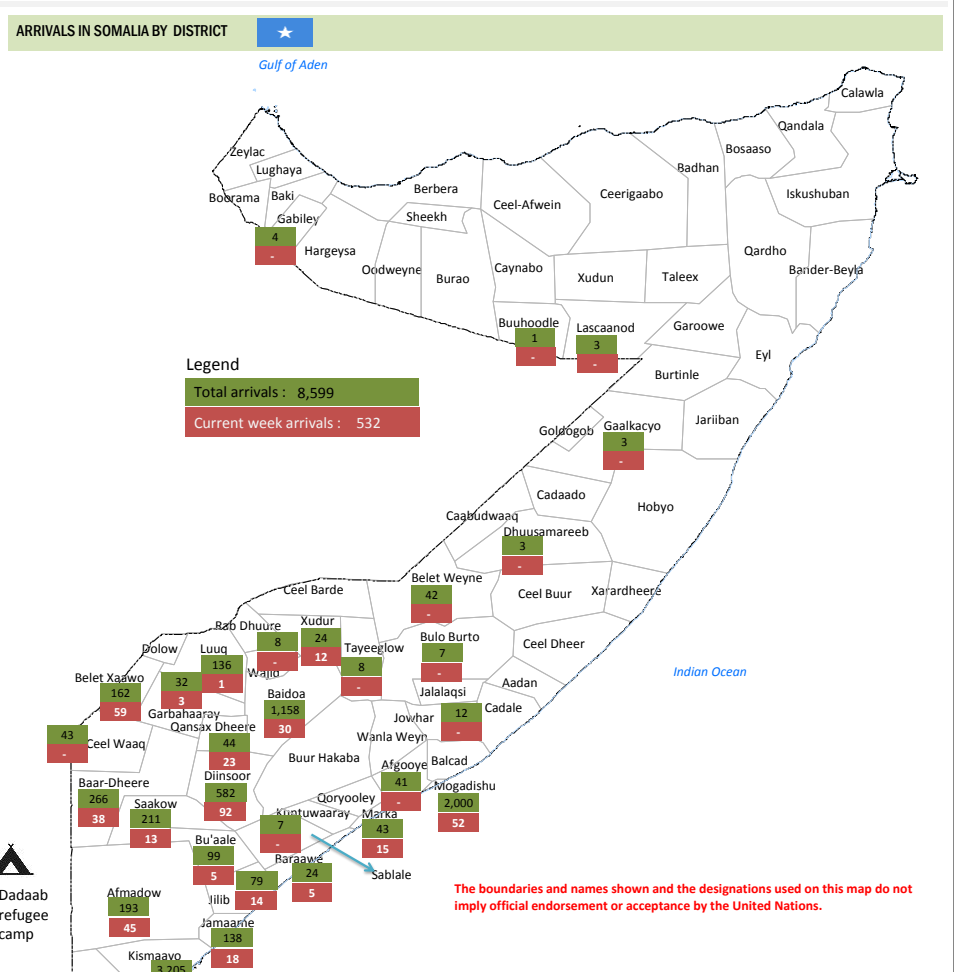 ARRIVALS IN SOMALIA BY DISTRICT
Gulf of Aden
Calawla
Qandala
Bosaaso
Zeylac
Lughaya
Badhan
Berbera
Ceerigaabo
Iskushuban
Boorama
Baki
Ceel-Afwein
Gabiley
Sheekh
4
-
Hargeysa
Qardho
Oodweyne
Burao
Caynabo
Xudun
Taleex
Bander-Beyla
Buuhoodle
1
-
Lascaanod
3
-
Garoowe
Eyl
Legend
Total arrivals : 8,599
Current week arrivals : 532
Burtinle
Jariiban
Goldogob
Gaalkacyo
3
-
Cadaado
Hobyo
Caabudwaaq
Dhuusamareeb
3
-
Belet Weyne
42
-
Ceel Barde
Ceel Buur
Xarardheere
Rab Dhuure
8
-
Xudur
24
12
Tayeeglow
8
-
Bulo Burto
7
-
Ceel Dheer
Dolow
Luuq
136
1
Wajid
Indian Ocean
Belet Xaawo
162
59
32
3
Garbahaaray
Baidoa
1,158
30
Jalalaqsi
Aadan
Jowhar
12
-
Cadale
Qansax Dheere
44
23
43
-
Ceel Waaq
Wanla Weyn
Buur Hakaba
Balcad
Afgooye
41
-
Diinsoor
582
92
Baar-Dheere
266
38
Mogadishu
2,000
52
Saakow
211
13
Qoryooley
Kuntuwaaray
7
-
Marka
43
15
Bu'aale
99
5
Baraawe
24
5
Sablale
79
14
Jilib
Dadaab
refugee
camp
Afmadow
193
45
The boundaries and names shown and the designations used on this map do not
imply official endorsement or acceptance by the United Nations.
Jamaame
138
18
Kismaayo
3,205